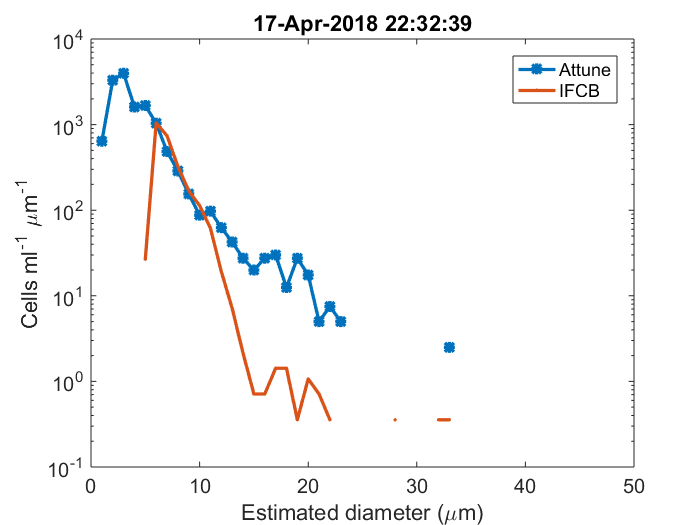 17-Apr-2018 22:32:39
10^4
10^3
10^2
10^1
10^0
10^-1
Cells ml^-1 μm^-1
Attune
IFCB
0 10 20 30 40 50
Estimated diameter (μm)